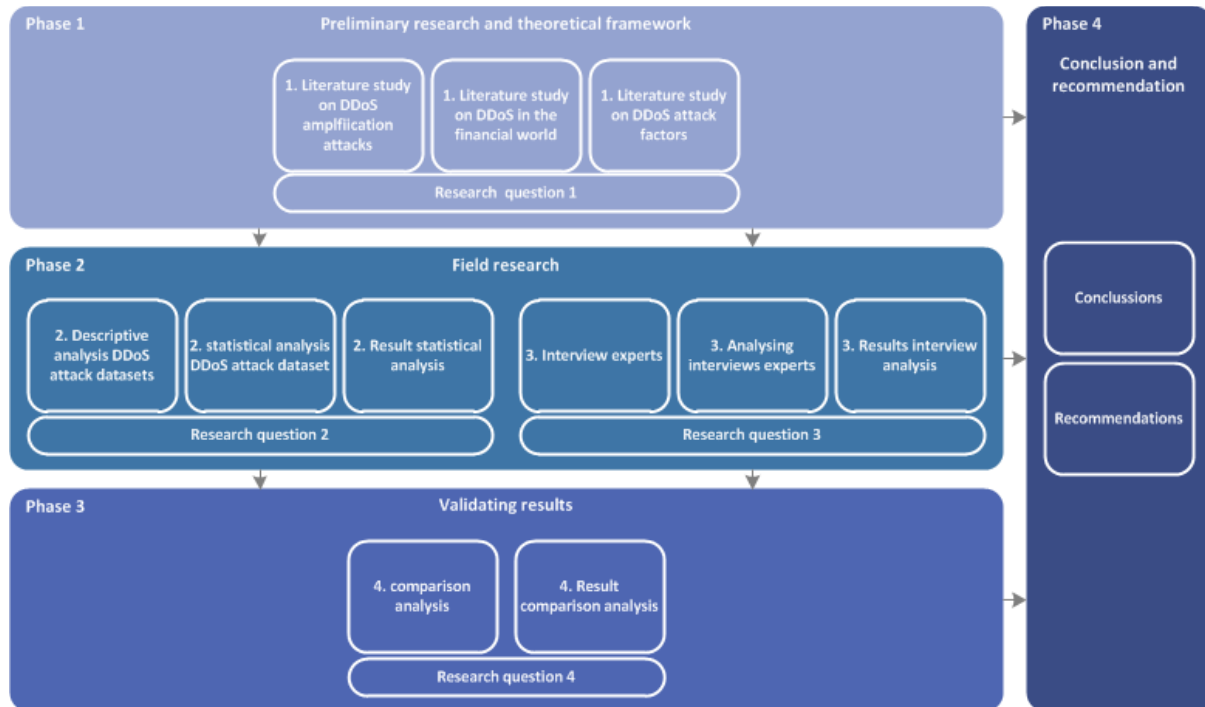 Phase 1
Preliminary research and theoretical framework
1. Literature study
on DDoS
amplfiication
attacks
1. Literature study
on DDoS in the
financial world
1. Literature study
on DDoS attack
factors
Research question 1
Phase 2
Field research
2. Descriptive
analysis DDoS
attack datasets
2. statistical analysis
DDoS attack dataset
2. Result statistical
analysis
Research question 2
3. Interview experts
3. Analysing
interviews experts
3. Results interview
analysis
Research question 3
Phase 3
Validating results
4. comparison
analysis
4. Result
comparison analysis
Research question 4
Phase 4
Conclusion and
recommendation
Conclussions
Recommendations